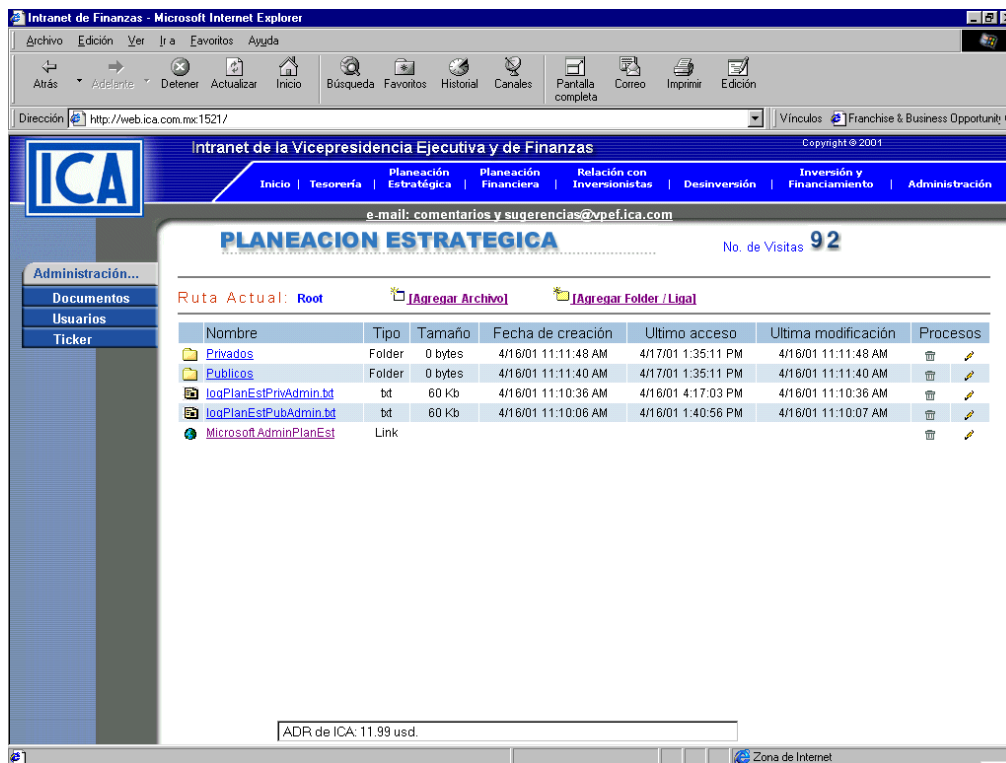 Intranet de Finanzas - Microsoft Internet Explorer
Archivo Edición Ver Ir a Favoritos Ayuda
Atrás Adelante Detener Actualizar Inicio Búsqueda Favoritos Historial Canales Pantalla completa Correo Imprimir Edición
Dirección http://web.ica.com.mx:1521/ Vínculos Franchise & Business Opportunity
ICA
Intranet de la Vicepresidencia Ejecutiva y de Finanzas Copyright © 2001
Inicio | Tesorería | Planeación Estratégica | Planeación Financiera | Relación con Inversionistas | Desinversión | Inversión y Financiamiento | Administración
e-mail: comentarios y sugerencias@vpef.ica.com
PLANEACION ESTRATEGICA No. de Visitas 92
Administración...
Documentos
Usuarios
Ticker
Ruta Actual: Root [Agregar Archivo] [Agregar Folder / Liga]
Nombre Tipo Tamaño Fecha de creación Ultimo acceso Ultima modificación Procesos
Privados Folder 0 bytes 4/16/01 11:11:48 AM 4/17/01 1:35:11 PM 4/16/01 11:11:48 AM
Publicos Folder 0 bytes 4/16/01 11:11:40 AM 4/17/01 1:35:11 PM 4/16/01 11:11:40 AM
logPlanEstPrivAdmin.txt txt 60 Kb 4/16/01 11:10:36 AM 4/16/01 4:17:03 PM 4/16/01 11:10:36 AM
logPlanEstPubAdmin.txt txt 60 Kb 4/16/01 11:10:06 AM 4/16/01 1:40:56 PM 4/16/01 11:10:07 AM
Microsoft AdminPlanEst Link
ADR de ICA: 11.99 usd.
Zona de Internet